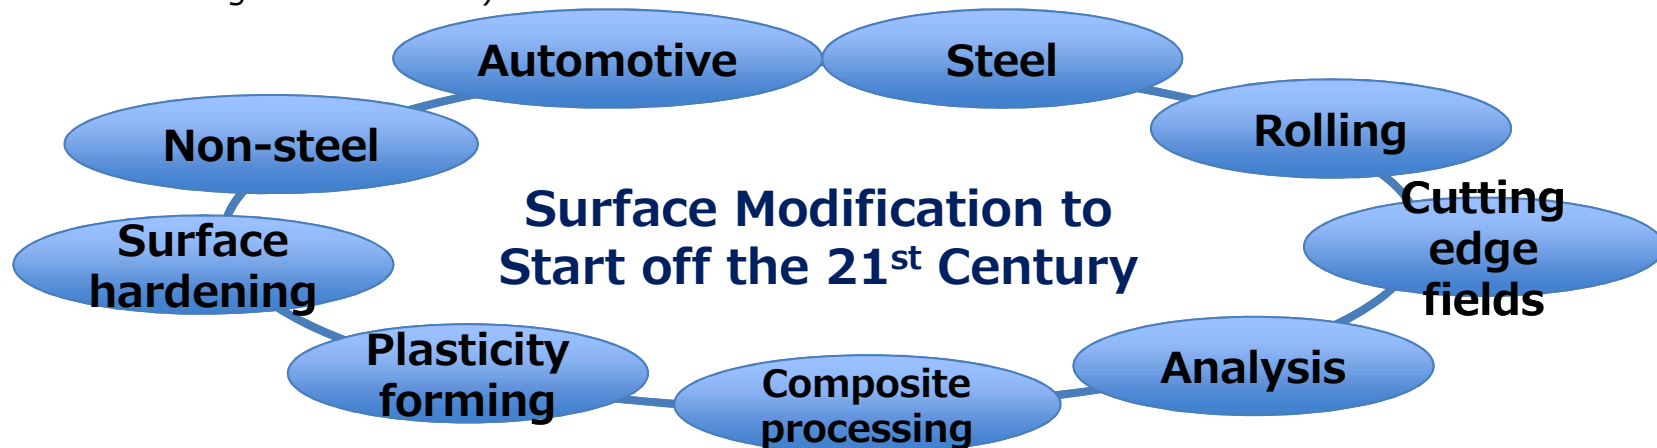 Automotive
Steel
Non-steel
Rolling
Surface Modification to
Start off the 21st Century
Cutting
edge
fields
Surface
hardening
Plasticity
forming
Composite
processing
Analysis